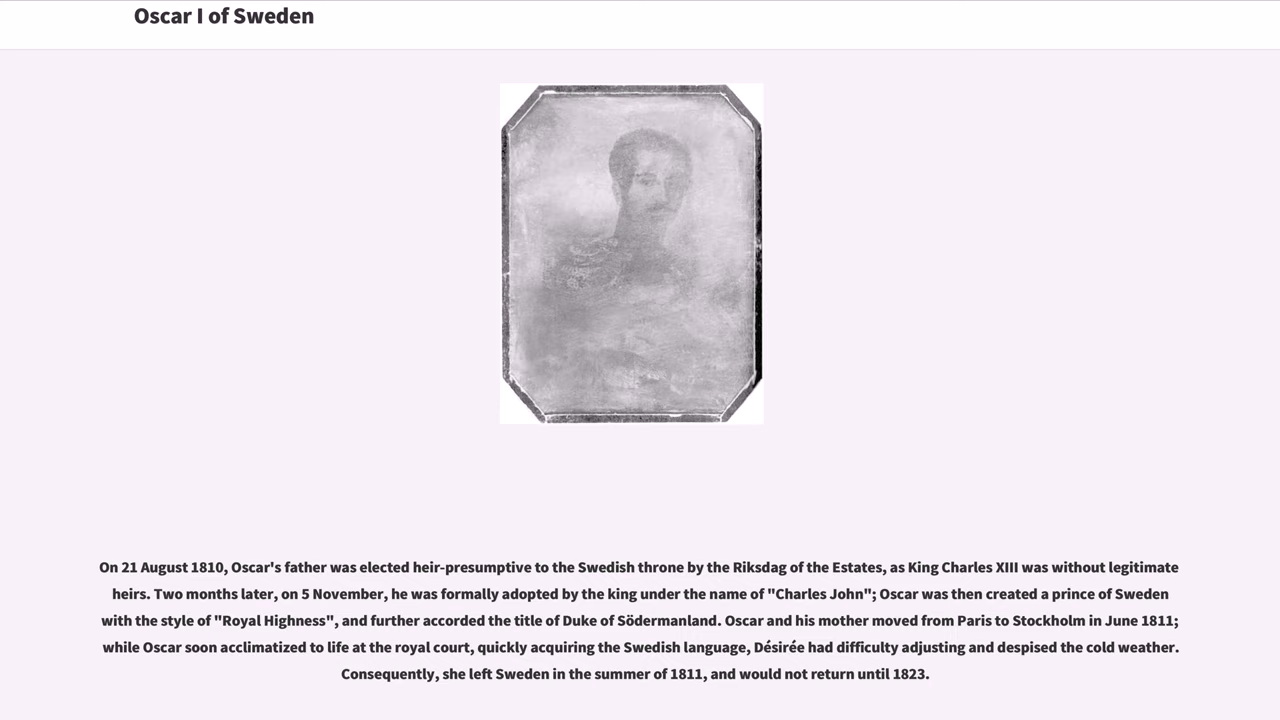 Oscar I of Sweden
On 21 August 1810, Oscar's father was elected heir-presumptive to the Swedish throne by the Riksdag of the Estates, as King Charles XIII was without legitimate
heirs. Two months later, on 5 November, he was formally adopted by the king under the name of "Charles John"; Oscar was then created a prince of Sweden
with the style of "Royal Highness", and further accorded the title of Duke of Södermanland. Oscar and his mother moved from Paris to Stockholm in June 1811;
while Oscar soon acclimatized to life at the royal court, quickly acquiring the Swedish language, Désirée had difficulty adjusting and despised the cold weather.
Consequently, she left Sweden in the summer of 1811, and would not return until 1823.